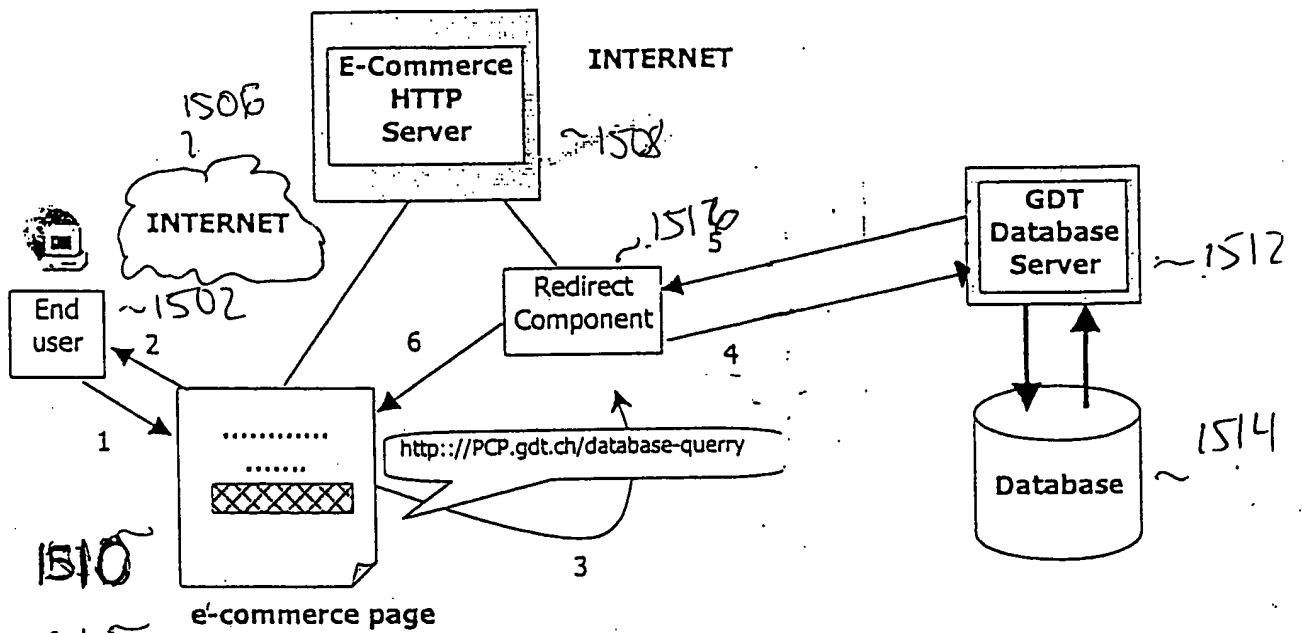 E-Commerce
HTTP
Server
INTERNET
1506
~1508
INTERNET
GDT
Database
Server
~1512
5
Redirect
Component
End
user
~1502
2
6
4
1
http:://PCP.gdt.ch/database-querry
Database
~1514
1510
3
e'-commerce page